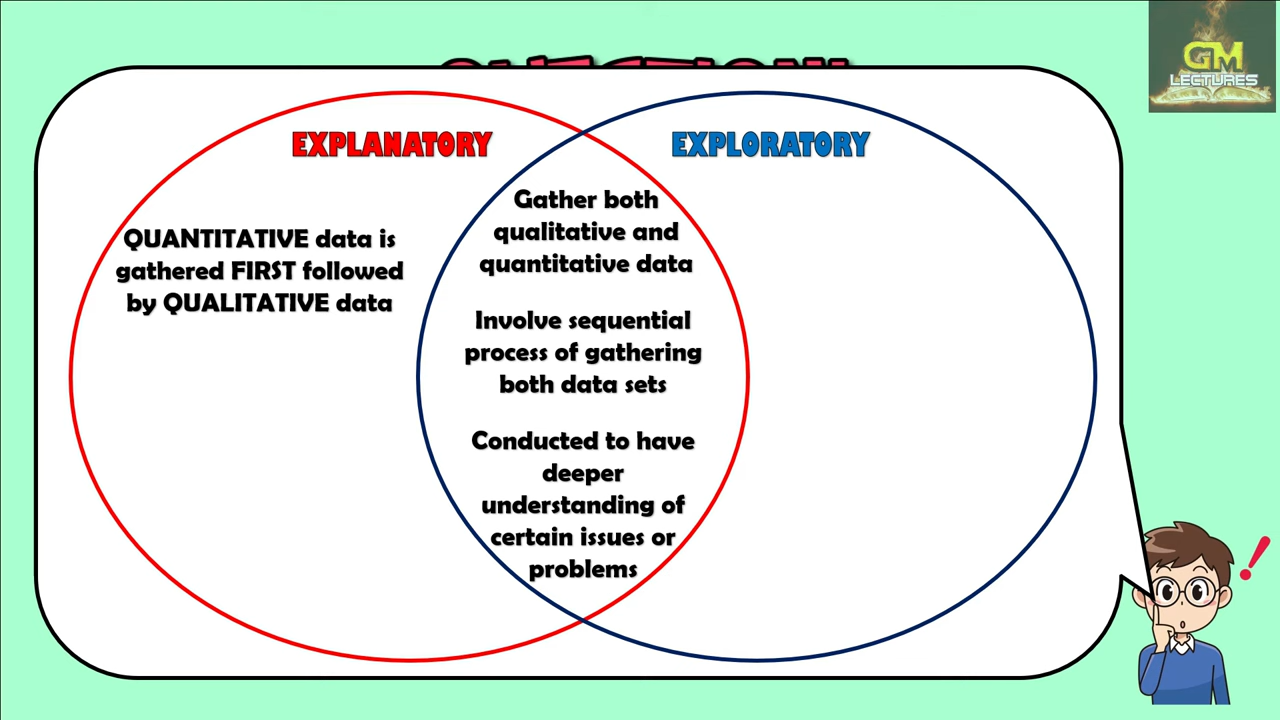 GM
LECTURES
EXPLANATORY
EXPLORATORY
QUANTITATIVE data is
gathered FIRST followed
by QUALITATIVE data
Gather both
qualitative and
quantitative data
Involve sequential
process of gathering
both data sets
Conducted to have
deeper
understanding of
certain issues or
problems